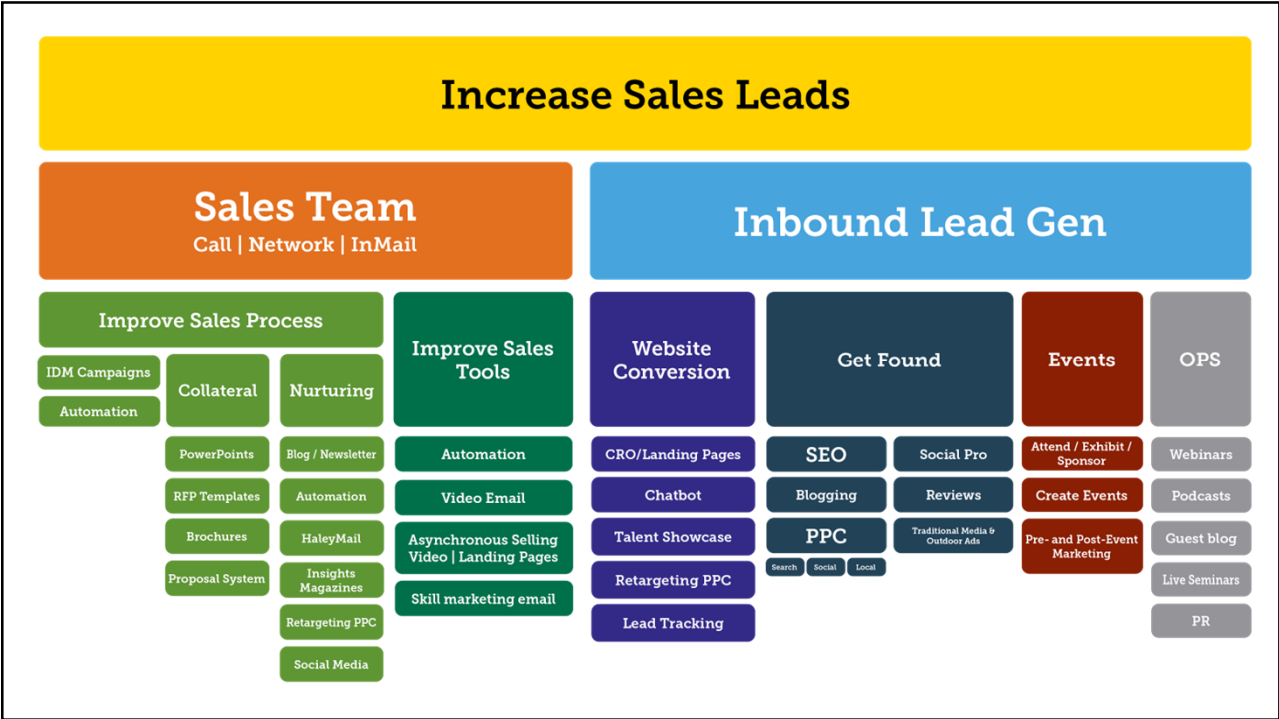 Increase Sales Leads
Sales Team
Call | Network | InMail
Inbound Lead Gen
Improve Sales Process
IDM Campaigns
Automation
Collateral
PowerPoints
RFP Templates
Brochures
Proposal System
Nurturing
Blog / Newsletter
Automation
HaleyMail
Insights
Magazines
Retargeting PPC
Social Media
Improve Sales
Tools
Automation
Video Email
Asynchronous Selling
Video | Landing Pages
Skill marketing email
Website
Conversion
CRO/Landing Pages
Chatbot
Talent Showcase
Retargeting PPC
Lead Tracking
Get Found
SEO
Blogging
PPC
Search
Social
Local
Social Pro
Reviews
Traditional Media &
Outdoor Ads
Events
Attend / Exhibit /
Sponsor
Create Events
Pre- and Post-Event
Marketing
OPS
Webinars
Podcasts
Guest blog
Live Seminars
PR